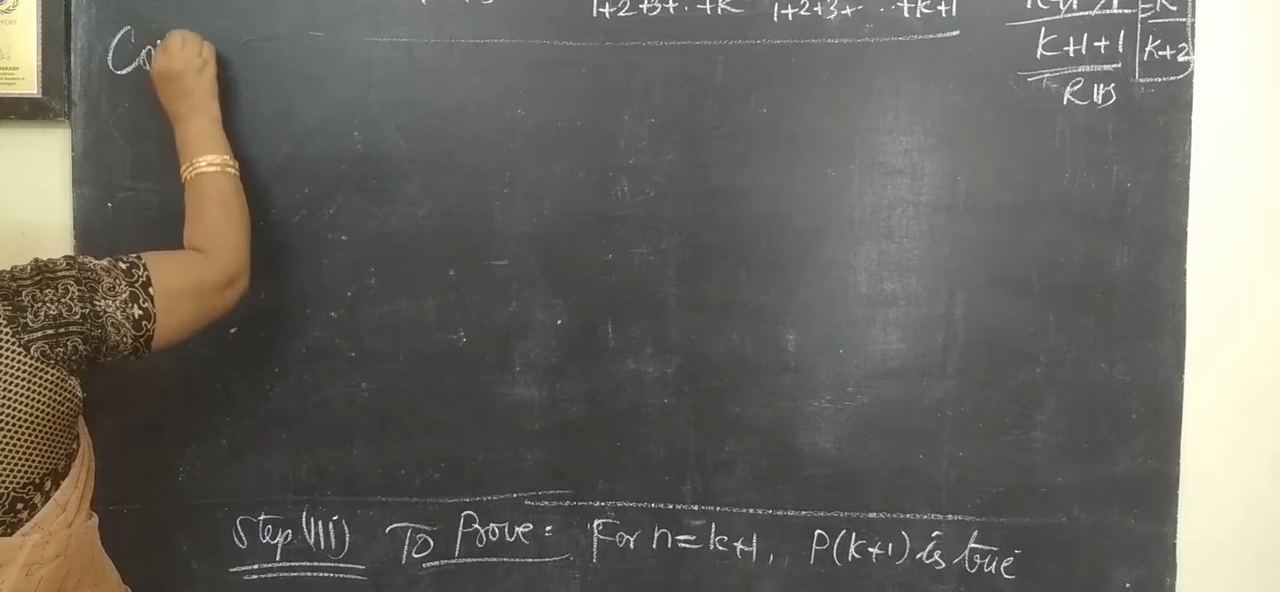 1+2+3+..+k 1+2+3+...+k+1
k+1+1 k+2
RHS
Co
Step (iii) To Prove: For n=k+1, P(k+1) is true